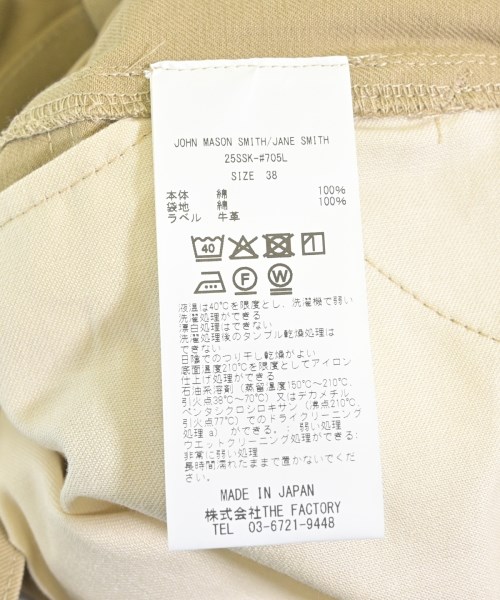 JOHN MASON SMITH/JANE SMITH
25SSK-#705L
SIZE 38
本体 綿 100%
袋地 綿 100%
ラベル 牛革
40
F W
液温は40℃を限度とし、洗濯機で弱い
洗濯処理ができる
漂白処理はできない
洗濯処理後のタンブル乾燥処理は
できない
日陰でのつり干し乾燥がよい
底面温度210℃を限度としてアイロン
仕上げ処理ができる
石油系溶剤（蒸留温度150℃～210℃、
引火点38℃～70℃）又はデカメチル
ペンタシクロシロキサン（沸点210℃、
引火点77℃）でのドライクリーニング
処理 a) ができる。: 弱い処理
ウエットクリーニング処理ができる:
非常に弱い処理
長時間濡れたままで置かないでくだ
さい。
MADE IN JAPAN
株式会社THE FACTORY
TEL 03-6721-9448